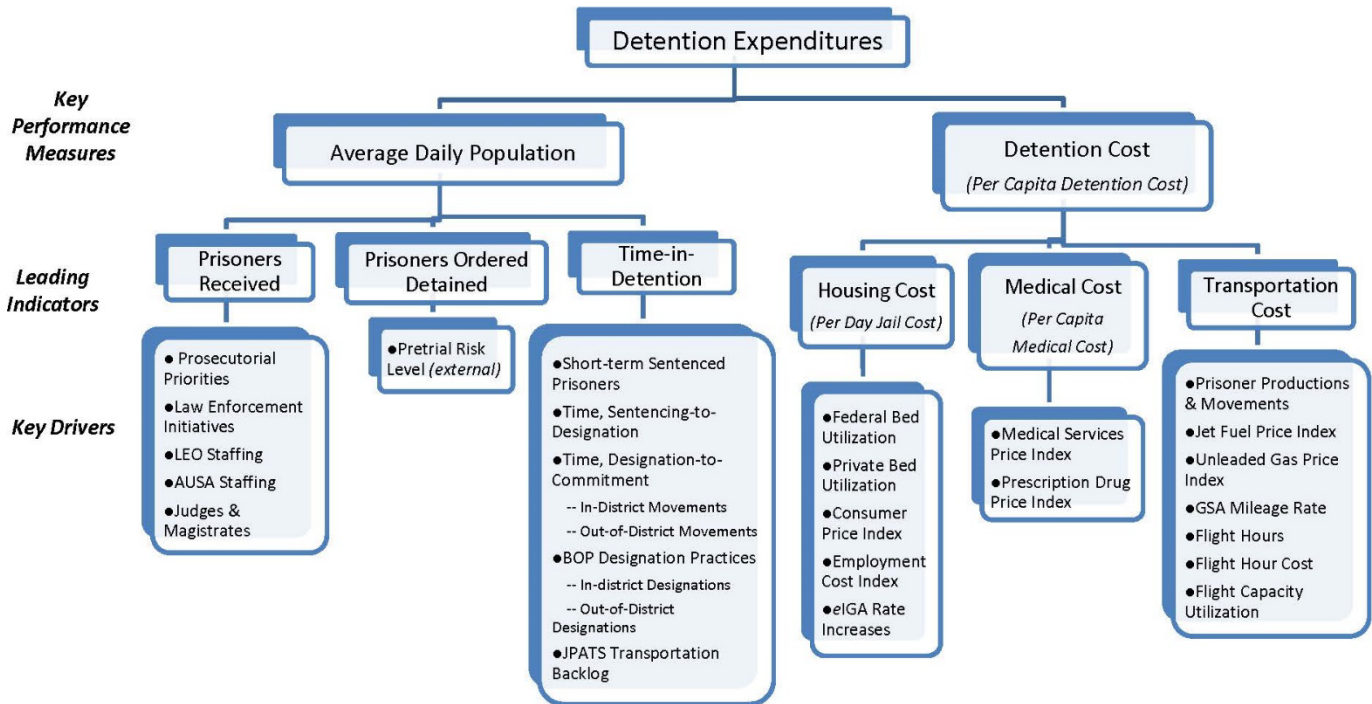 Detention Expenditures
Key
Performance
Measures
Average Daily Population
Detention Cost
(Per Capita Detention Cost)
Leading
Indicators
Prisoners
Received
Prisoners Ordered
Detained
Time-in-
Detention
Housing Cost
(Per Day Jail Cost)
Medical Cost
(Per Capita
Medical Cost)
Transportation
Cost
Key Drivers
● Prosecutorial
Priorities
●Law Enforcement
Initiatives
●LEO Staffing
●AUSA Staffing
●Judges &
Magistrates
●Pretrial Risk
Level (external)
●Short-term Sentenced
Prisoners
●Time, Sentencing-to-
Designation
●Time, Designation-to-
Commitment
-- In-District Movements
-- Out-of-District Movements
●BOP Designation Practices
-- In-district Designations
-- Out-of-District
Designations
●JPATS Transportation
Backlog
●Federal Bed
Utilization
●Private Bed
Utilization
●Consumer
Price Index
●Employment
Cost Index
●eIGA Rate
Increases
●Medical Services
Price Index
●Prescription Drug
Price Index
●Prisoner Productions
& Movements
●Jet Fuel Price Index
●Unleaded Gas Price
Index
●GSA Mileage Rate
●Flight Hours
●Flight Hour Cost
●Flight Capacity
Utilization